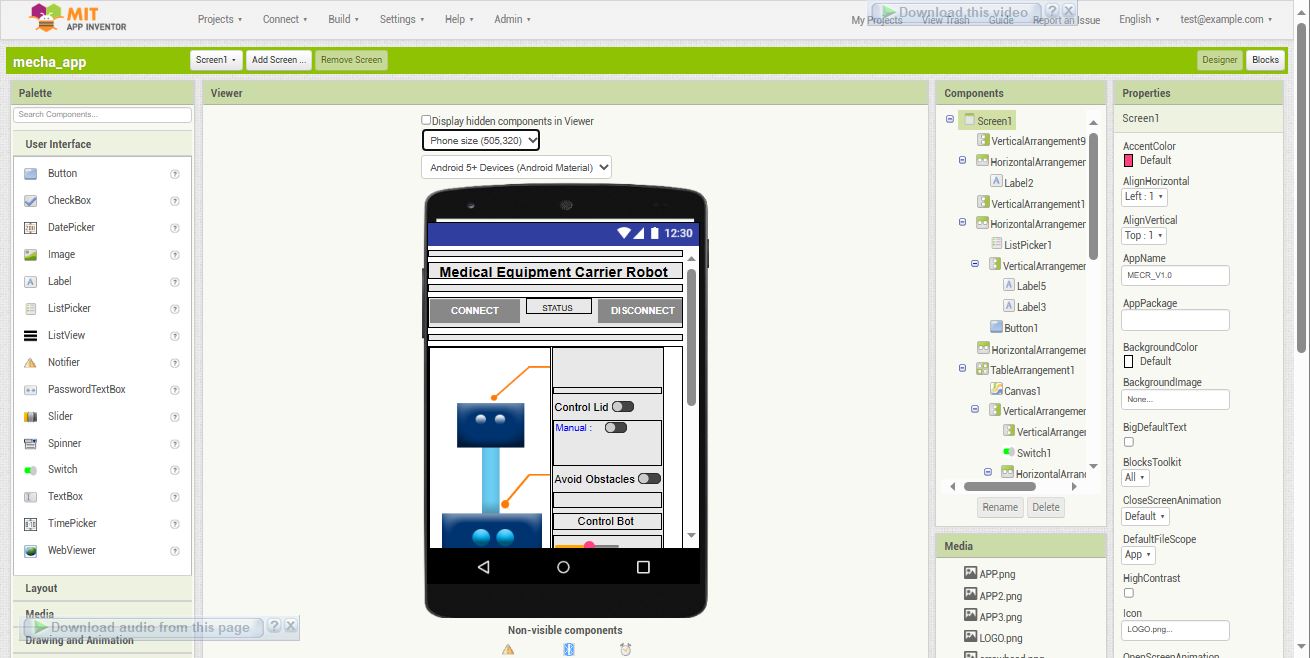 MIT
APP INVENTOR
Projects
Connect
Build
Settings
Help
Admin
My Projects
View Trash
Guide
Report an Issue
English
test@example.com
Download this video ? X
mecha_app
Screen1
Add Screen ...
Remove Screen
Designer
Blocks
Palette
Search Components...
User Interface
Button ?
CheckBox ?
DatePicker ?
Image ?
Label ?
ListPicker ?
ListView ?
Notifier ?
PasswordTextBox ?
Slider ?
Spinner ?
Switch ?
TextBox ?
TimePicker ?
WebViewer ?
Layout
Media
Download audio from this page ? X
Drawing and Animation
Viewer
Display hidden components in Viewer
Phone size (505,320)
Android 5+ Devices (Android Material)
12:30
Medical Equipment Carrier Robot
CONNECT
STATUS
DISCONNECT
Control Lid
Manual :
Avoid Obstacles
Control Bot
Non-visible components
Components
Screen1
VerticalArrangement9
HorizontalArrangemer
Label2
VerticalArrangement1
HorizontalArrangemer
ListPicker1
VerticalArrangemer
Label5
Label3
Button1
HorizontalArrangemer
TableArrangement1
Canvas1
VerticalArrangemer
VerticalArranger
Switch1
HorizontalArran
Rename
Delete
Media
APP.png
APP2.png
APP3.png
LOGO.png
Properties
Screen1
AccentColor
Default
AlignHorizontal
Left : 1
AlignVertical
Top : 1
AppName
MECR_V1.0
AppPackage
BackgroundColor
Default
BackgroundImage
None...
BigDefaultText
BlocksToolkit
All
CloseScreenAnimation
Default
DefaultFileScope
App
HighContrast
Icon
LOGO.png...
OpenScreenAnimation